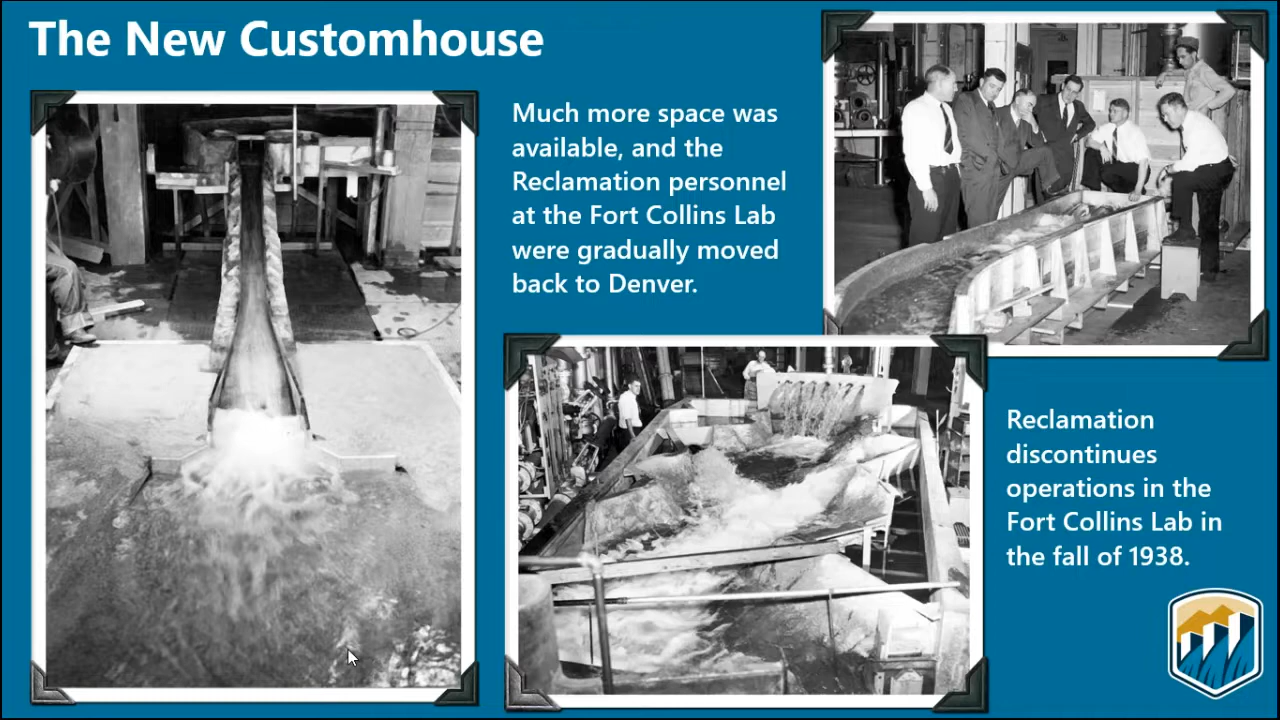 The New Customhouse
Much more space was
available, and the
Reclamation personnel
at the Fort Collins Lab
were gradually moved
back to Denver.
Reclamation
discontinues
operations in the
Fort Collins Lab in
the fall of 1938.